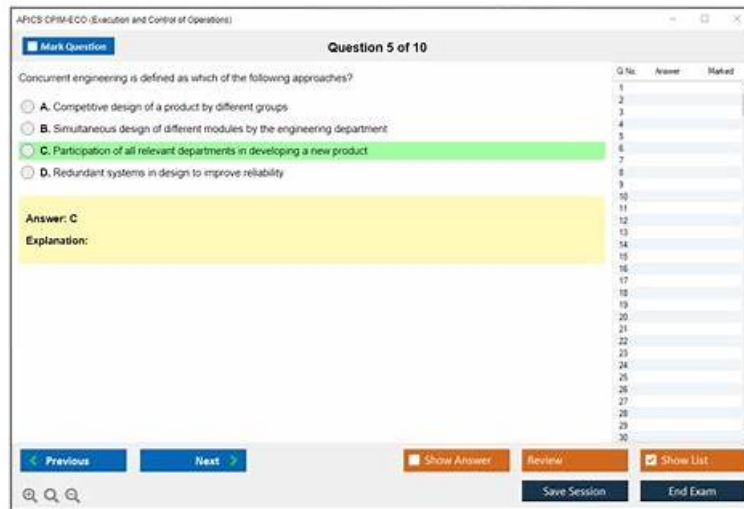 APICS CPIM-ECO (Execution and Control of Operations)
Mark Question
Question 5 of 10
Concurrent engineering is defined as which of the following approaches?
A. Competitive design of a product by different groups
B. Simultaneous design of different modules by the engineering department
C. Participation of all relevant departments in developing a new product
D. Redundant systems in design to improve reliability
Answer: C
Explanation:
Q No. Answer Marked
1
2
3
4
5
6
7
8
9
10
11
12
13
14
15
16
17
18
19
20
21
22
23
24
25
26
27
28
29
30
Previous Next Show Answer Review Show List
Save Session End Exam